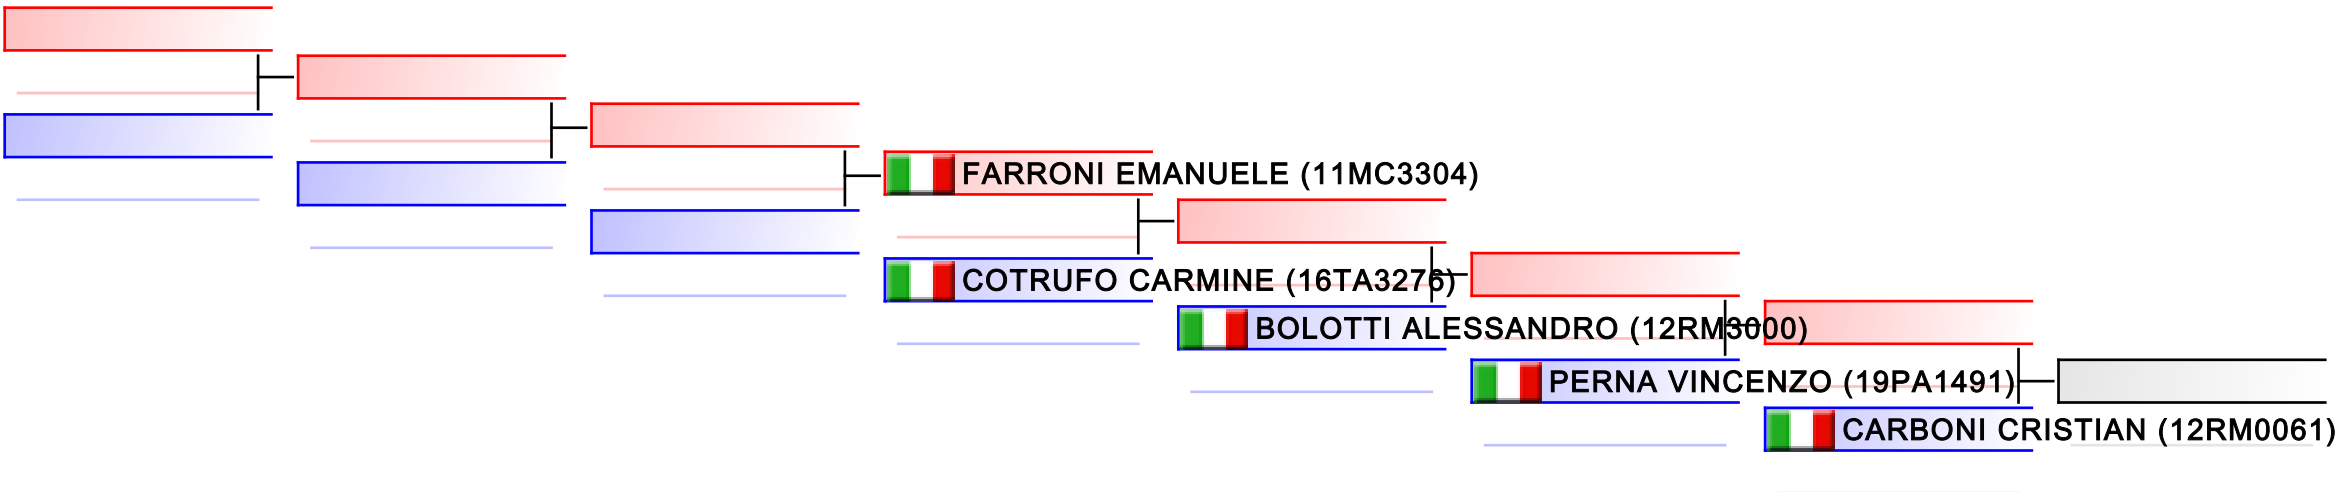 FARRONI EMANUELE (11MC3304)
COTRUFO CARMINE (16TA3276)
BOLOTTI ALESSANDRO (12RM3000)
PERNA VINCENZO (19PA1491)
CARBONI CRISTIAN (12RM0061)